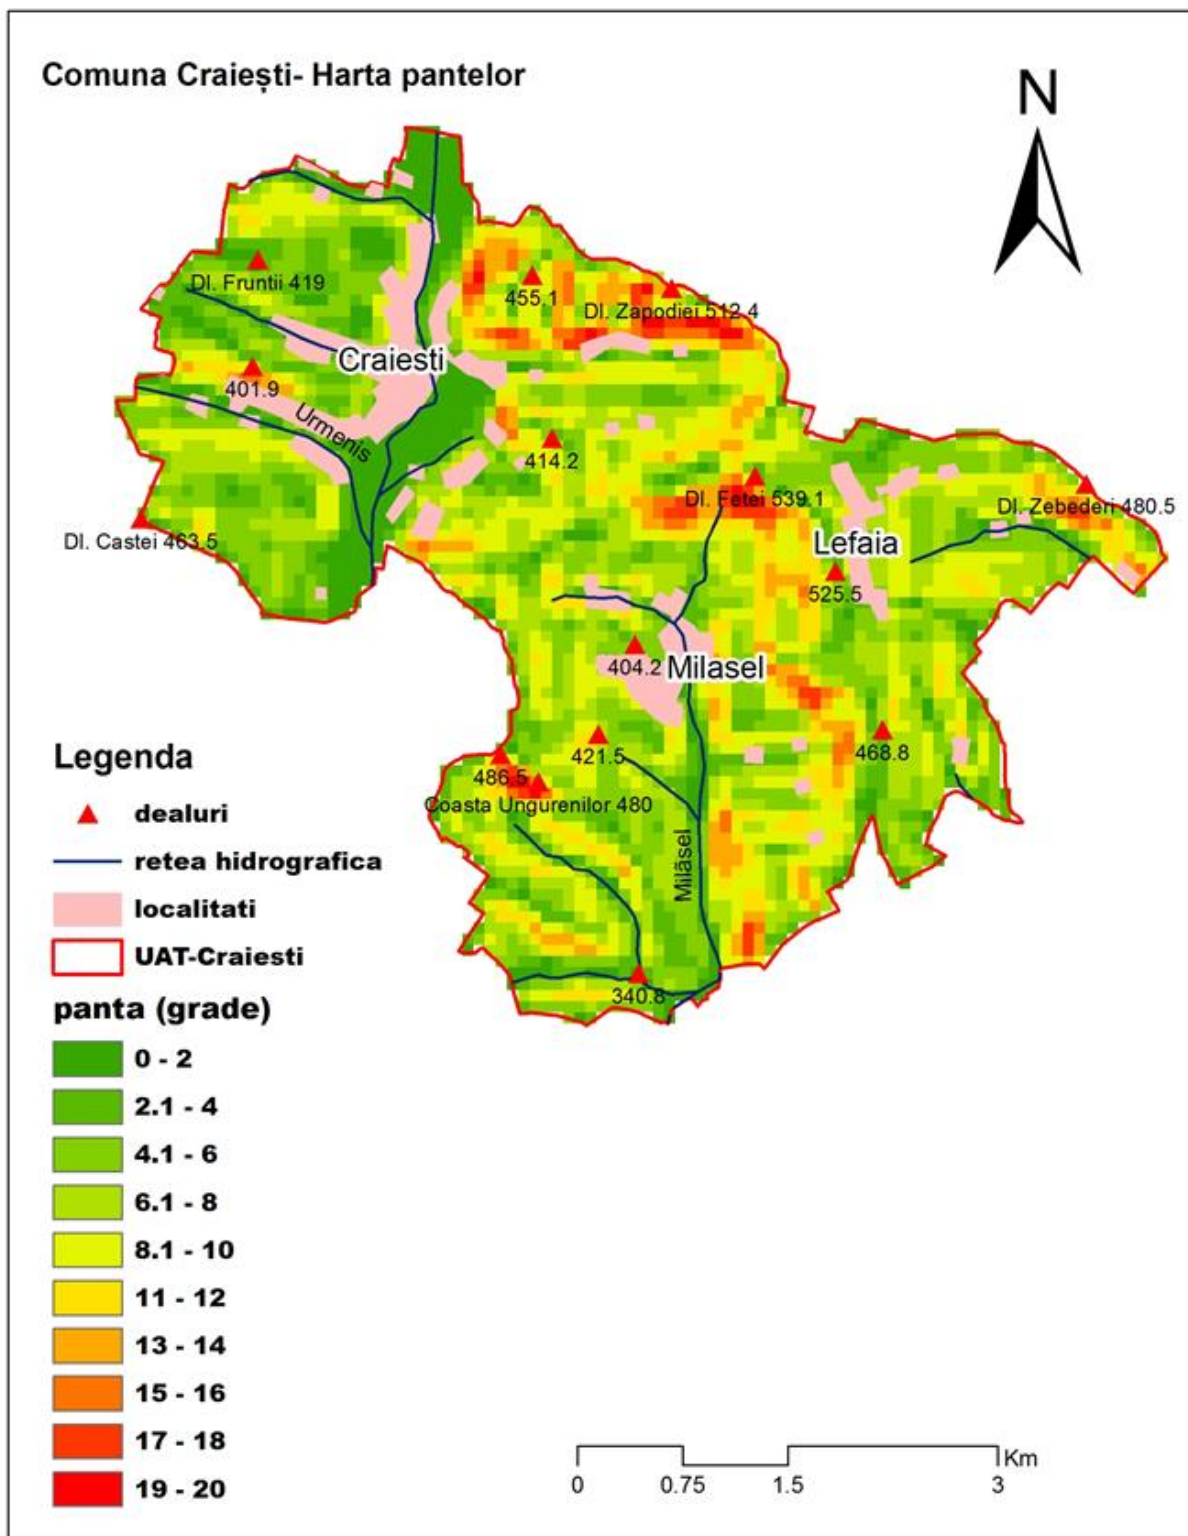 Comuna Craiești- Harta pantelor
N
Dl. Fruntii 419
455.1
Dl. Zapodiei 512.4
Craiesti
401.9
Urmenis
414.2
Dl. Fetei 539.1
Dl. Zebederi 480.5
Dl. Castei 463.5
Lefaia
525.5
404.2
Milasel
421.5
468.8
486.5
Coasta Ungurenilor 480
Milăsel
340.8
Legenda
dealuri
retea hidrografica
localitati
UAT-Craiesti
panta (grade)
0 - 2
2.1 - 4
4.1 - 6
6.1 - 8
8.1 - 10
11 - 12
13 - 14
15 - 16
17 - 18
19 - 20
Km
0 0.75 1.5 3